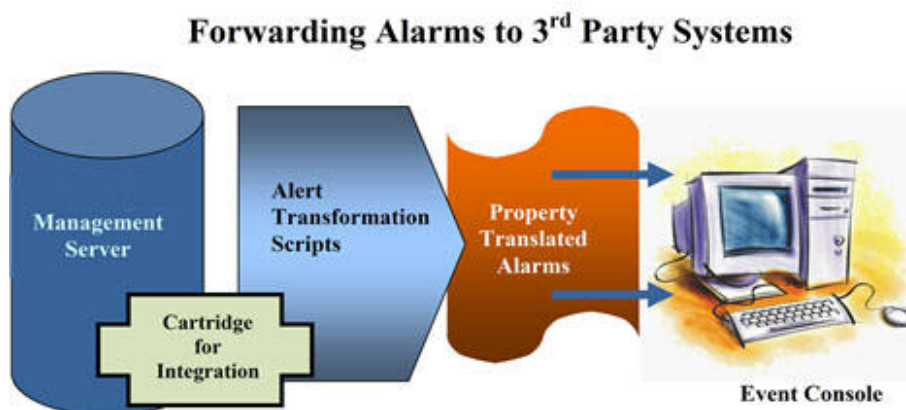 Forwarding Alarms to 3rd Party Systems
Management
Server
Alert
Transformation
Scripts
Property
Translated
Alarms
Cartridge
for
Integration
Event Console